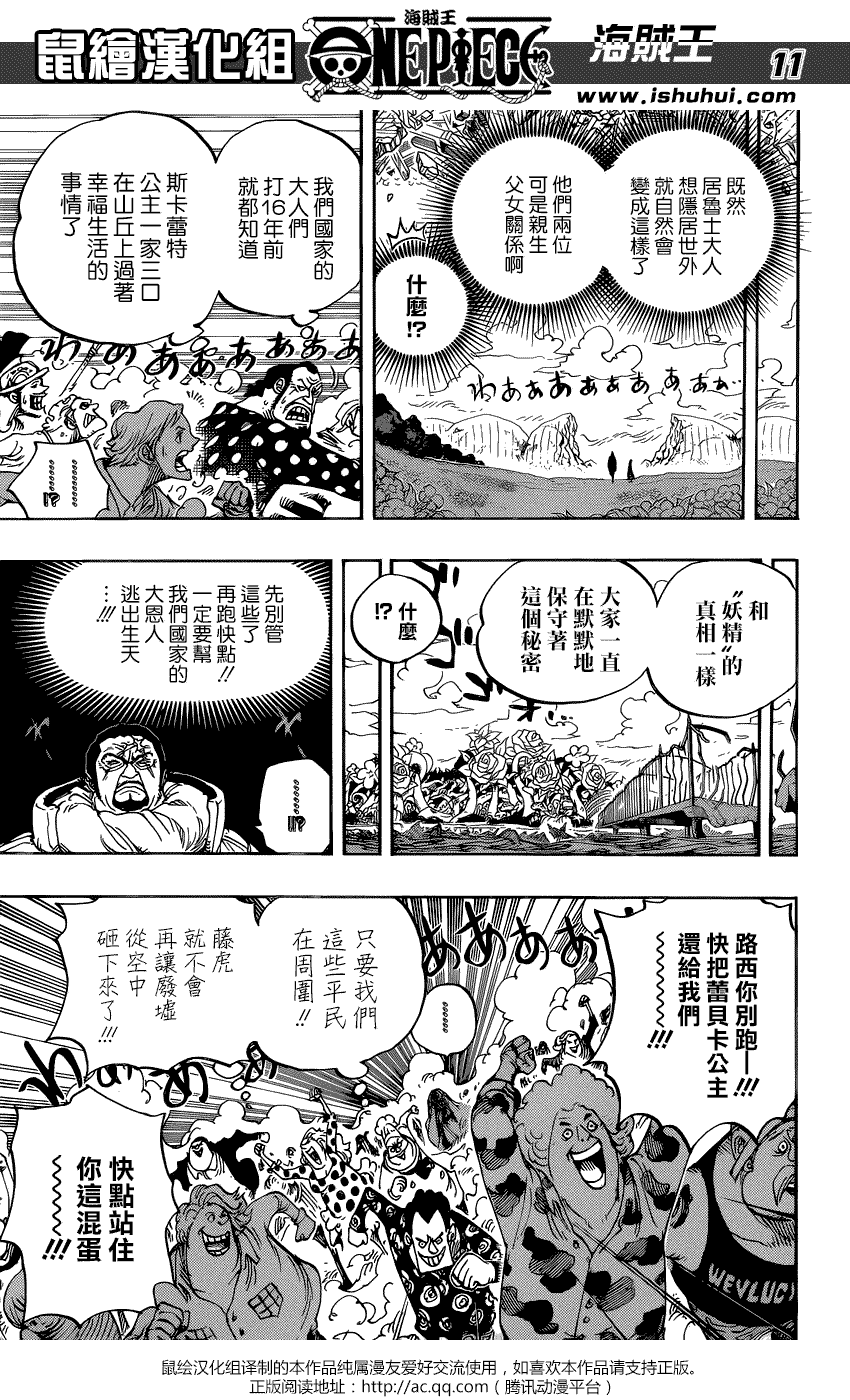 鼠繪漢化組
海賊王
ONE PIECE
海賊王
11
www.ishuhui.com
既然
居魯士大人
想隱居世外
就自然會
變成這樣了
他們兩位
可是親生
父女關係啊
什麼!?
わあぁあぁあぁあぁ…
我們國家的
大人們
打16年前
就都知道
斯卡蕾特
公主一家三口
在山丘上過著
幸福生活的
事情了
………
………!?
和
〝妖精〞的
真相一樣
大家一直
在默默地
保守著
這個秘密
什麼
!?
先別管
這些了
再跑快點!!
一定要幫
我們國家的
大恩人
逃出生天
…!!!
……!!?
路西你別跑—!!!
快把蕾貝卡公主
還給我們
~~~!!!
……
只要我們
這些平民
在周圍!!
藤虎
就不會
再讓廢墟
從空中
砸下來了!!!
快點站住
你這混蛋
~~~!!!
WEVLUCY
鼠绘汉化组译制的本作品纯属漫友爱好交流使用，如喜欢本作品请支持正版。
正版阅读地址：http://ac.qq.com（腾讯动漫平台）